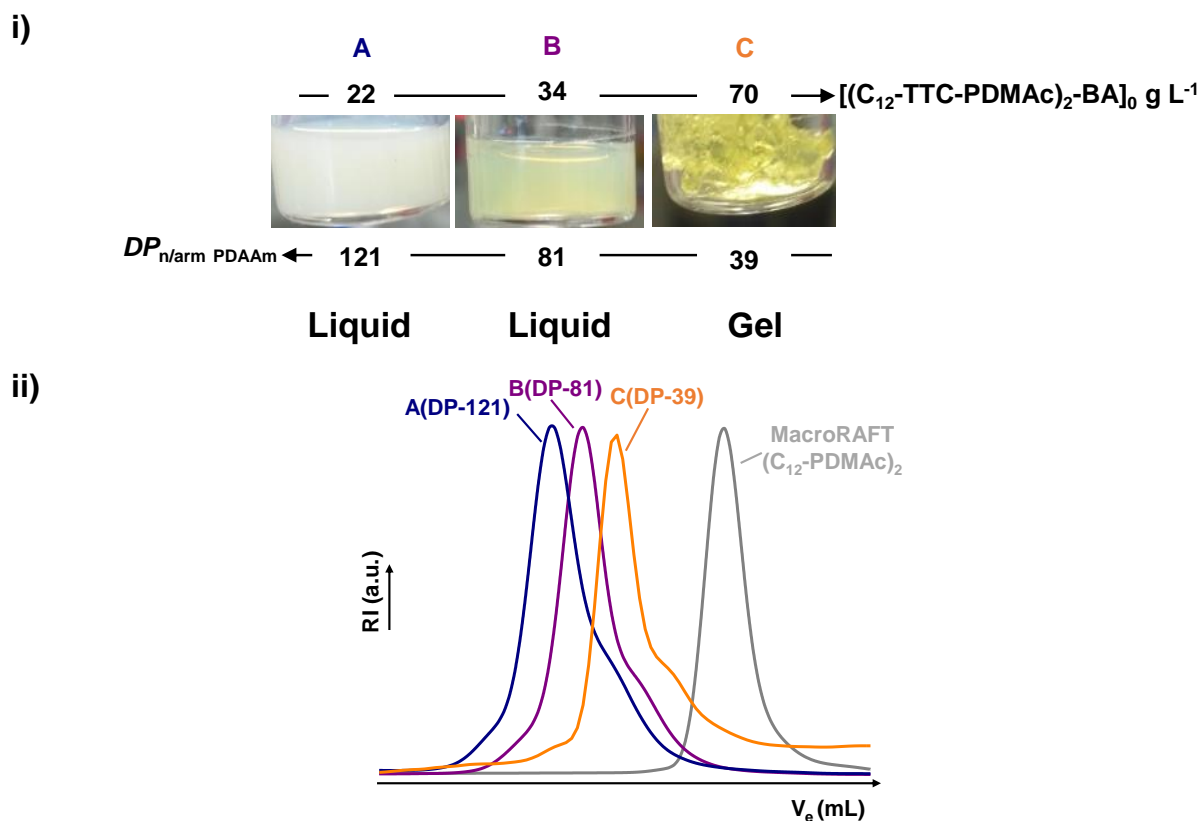 i)
A B C
22 34 70 [(C₁₂-TTC-PDMAc)₂-BA]₀ g L⁻¹
DPn/arm PDAAm 121 81 39
Liquid Liquid Gel
ii)
A(DP-121)
B(DP-81)
C(DP-39)
MacroRAFT
(C₁₂-PDMAc)₂
RI (a.u.)
Vₑ (mL)